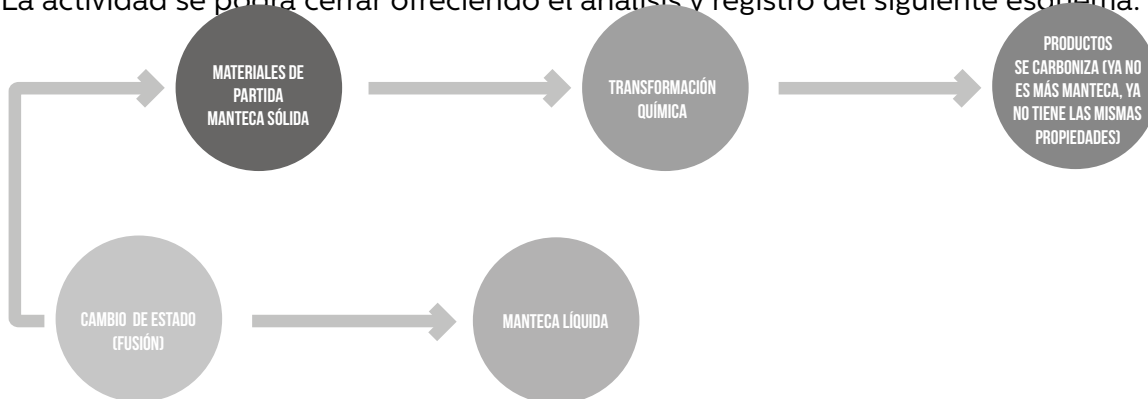 La actividad se podrá cerrar ofreciendo el análisis y registro del siguiente esquema:
MATERIALES DE
PARTIDA
MANTECA SÓLIDA
TRANSFORMACIÓN
QUÍMICA
PRODUCTOS
SE CARBONIZA (YA NO
ES MÁS MANTECA, YA
NO TIENE LAS MISMAS
PROPIEDADES)
CAMBIO DE ESTADO
(FUSIÓN)
MANTECA LÍQUIDA